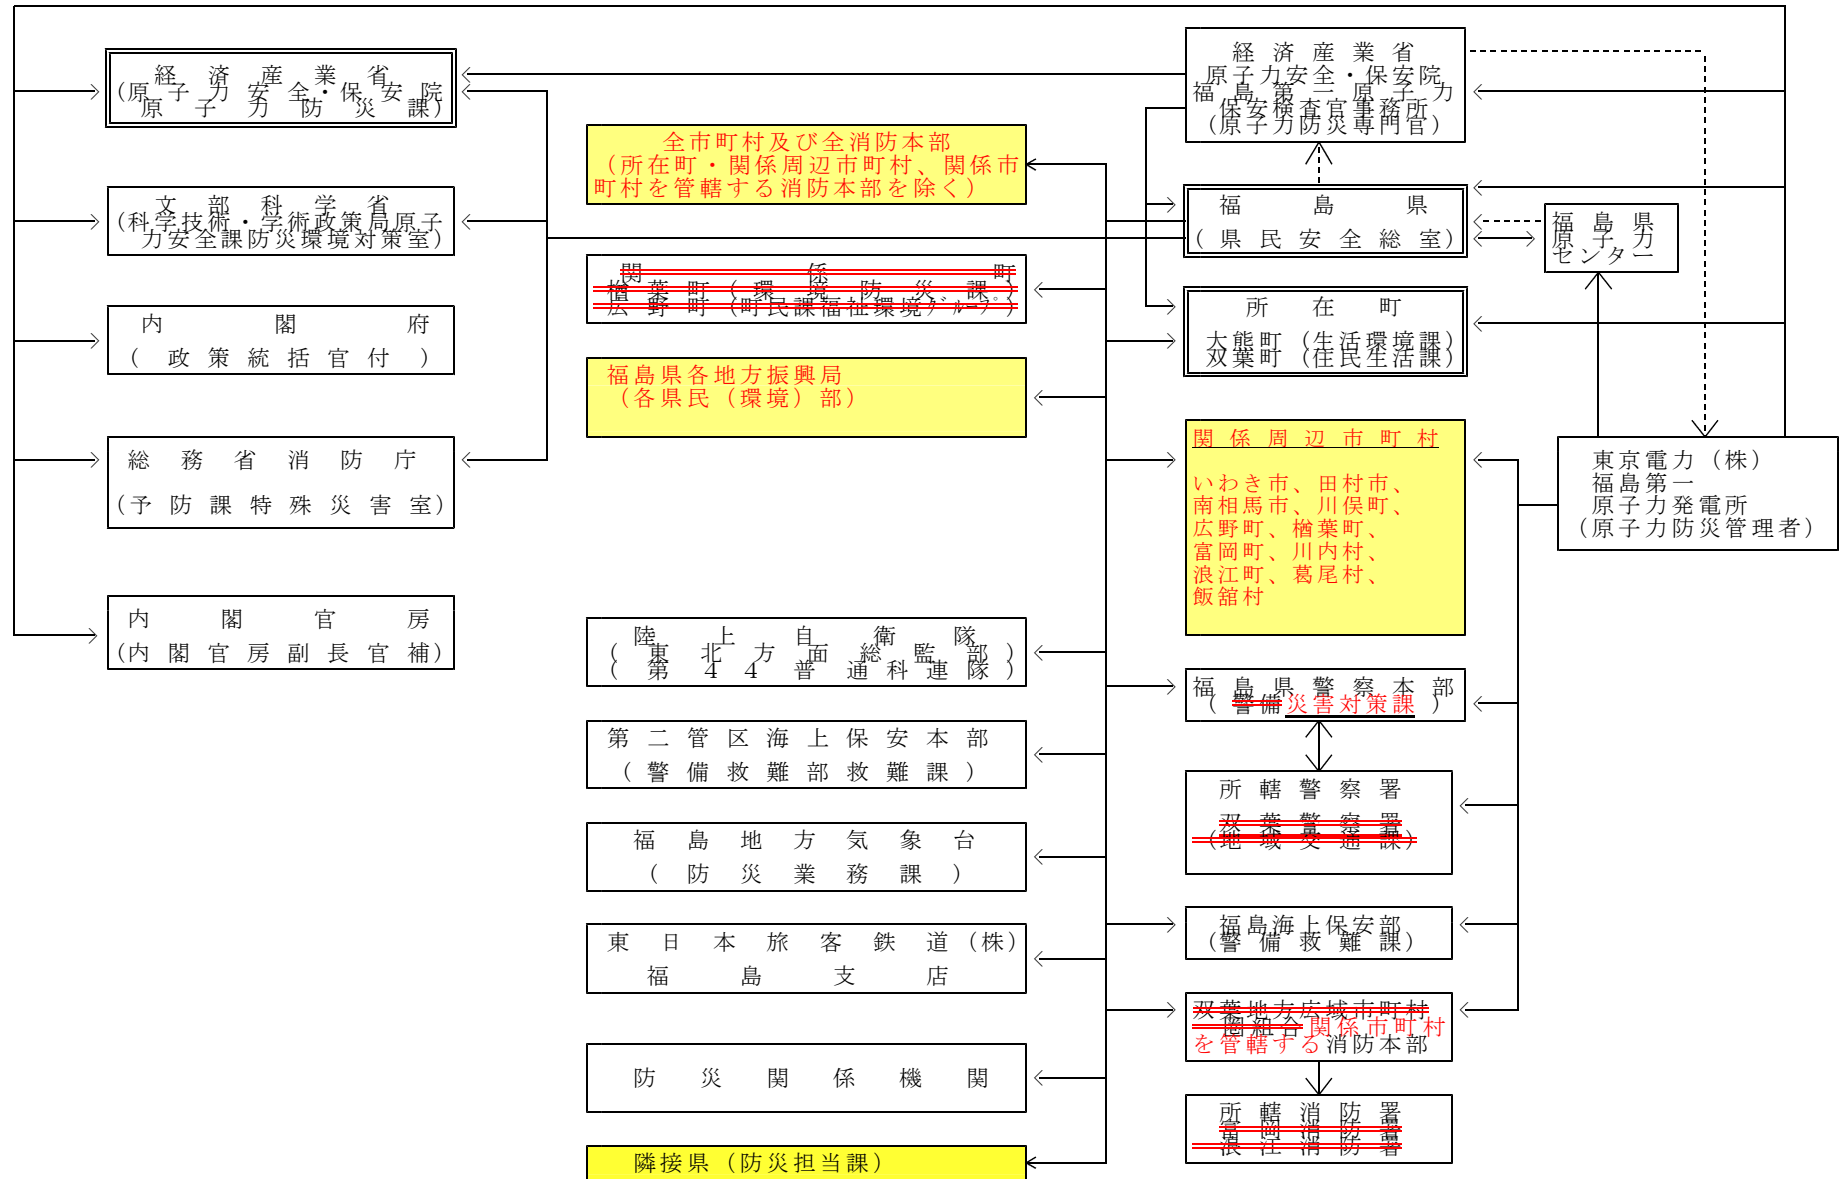 経済産業省
(原子力安全・保安院
原子力防災課)
文部科学省
(科学技術・学術政策局原子
力安全課防災環境対策室)
内閣府
(政策統括官付)
総務省消防庁
(予防課特殊災害室)
内閣官房
(内閣官房副長官補)
全市町村及び全消防本部
（所在町・関係周辺市町村、関係市
町村を管轄する消防本部を除く）
関係町
楢葉町(環境防災課)
広野町(町民課福祉環境ｸﾞﾙｰﾌﾟ)
福島県各地方振興局
（各県民（環境）部）
陸上自衛隊
(東北方面総監部)
(第４４普通科連隊)
第二管区海上保安本部
(警備救難部救難課)
福島地方気象台
(防災業務課)
東日本旅客鉄道(株)
福島支店
防災関係機関
隣接県（防災担当課）
経済産業省
原子力安全・保安院
福島第一原子力
保安検査官事務所
(原子力防災専門官)
福島県
(県民安全総室)
福島県
原子力
センター
所在町
大熊町(生活環境課)
双葉町(住民生活課)
関係周辺市町村
いわき市、田村市、
南相馬市、川俣町、
広野町、楢葉町、
富岡町、川内村、
浪江町、葛尾村、
飯舘村
東京電力（株）
福島第一
原子力発電所
（原子力防災管理者）
福島県警察本部
(警備災害対策課)
所轄警察署
双葉警察署
(地域交通課)
福島海上保安部
(警備救難課)
双葉地方広域市町村
圏組合関係市町村
を管轄する消防本部
所轄消防署
富岡消防署
浪江消防署